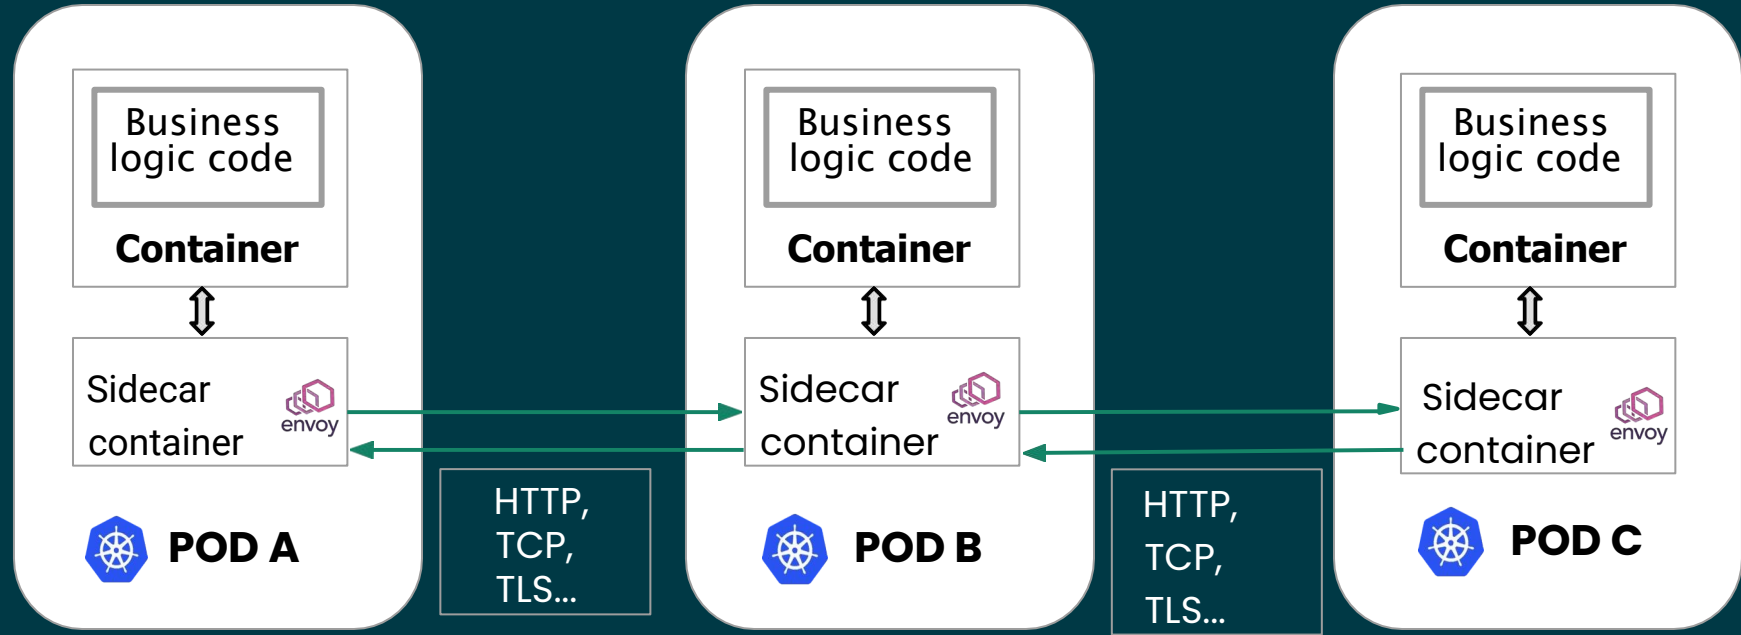 Business
logic code
Container
Sidecar
container
envoy
POD A
HTTP,
TCP,
TLS...
Business
logic code
Container
Sidecar
container
envoy
POD B
HTTP,
TCP,
TLS...
Business
logic code
Container
Sidecar
container
envoy
POD C